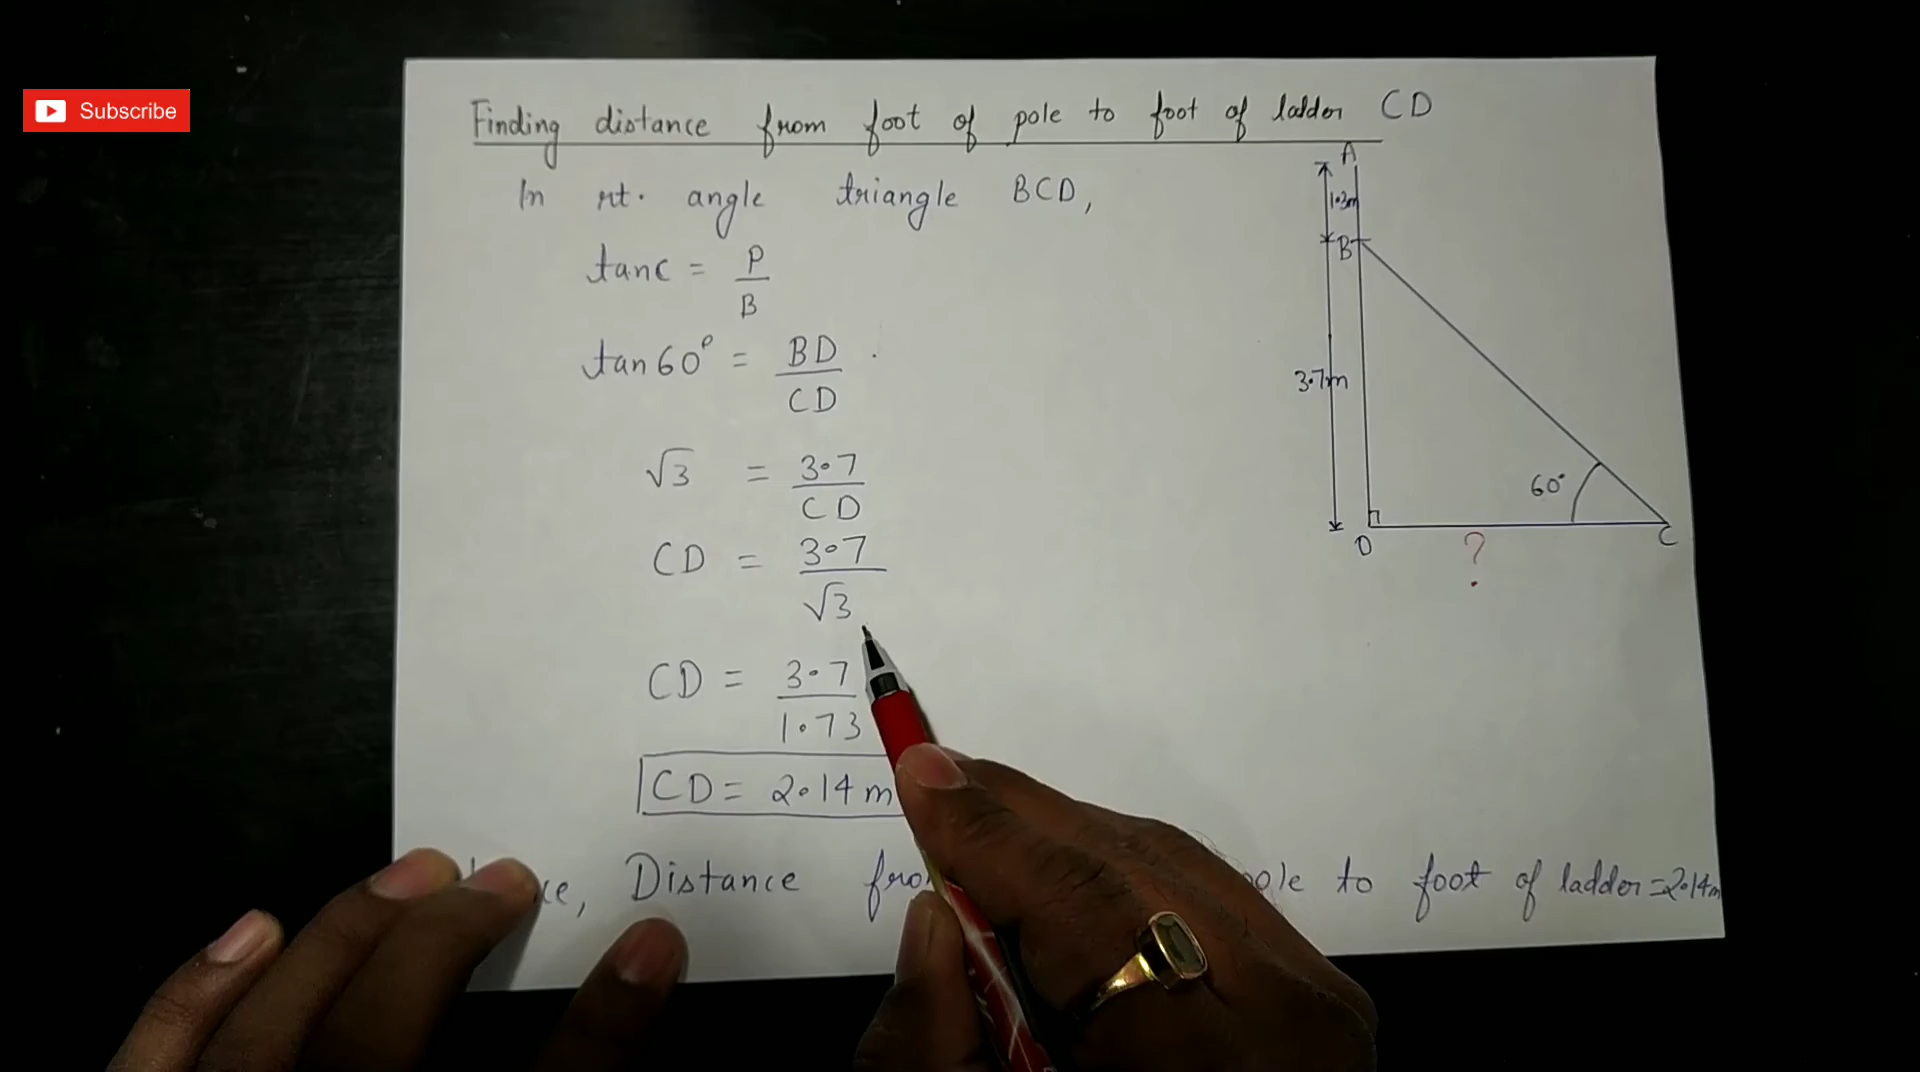 Subscribe
Finding distance from foot of pole to foot of ladder CD
In rt. angle triangle BCD,
tanC = P
B
tan60° = BD
CD
√3 = 3.7
CD
CD = 3.7
√3
CD = 3.7
1.73
CD = 2.14 m
Distance pole to foot of ladder = 2.14m
A
1.3m
B
3.7m
60°
D
?
C